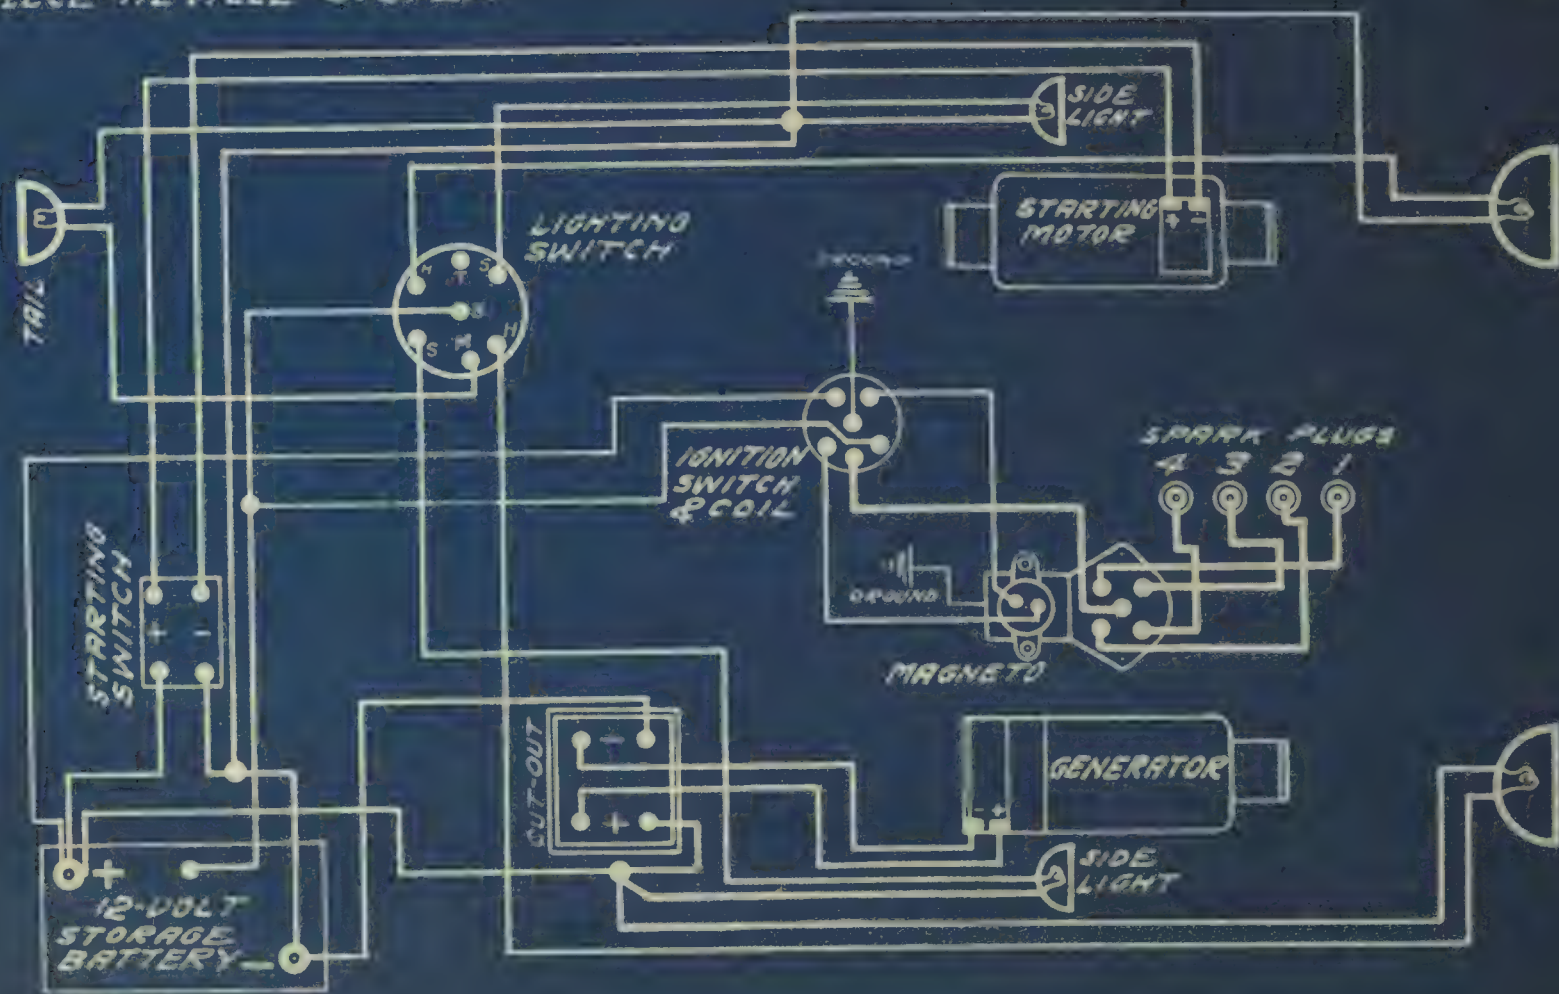 SIDE
LIGHT
STARTING
MOTOR
+ -
LIGHTING
SWITCH
H T S
B
S M H
TAIL
GROUND
IGNITION
SWITCH
& COIL
SPARK PLUGS
4 3 2 1
STARTING
SWITCH
+ -
GROUND
MAGNETO
CUT-OUT
-
+
GENERATOR
- +
SIDE
LIGHT
+
12-VOLT
STORAGE
BATTERY -